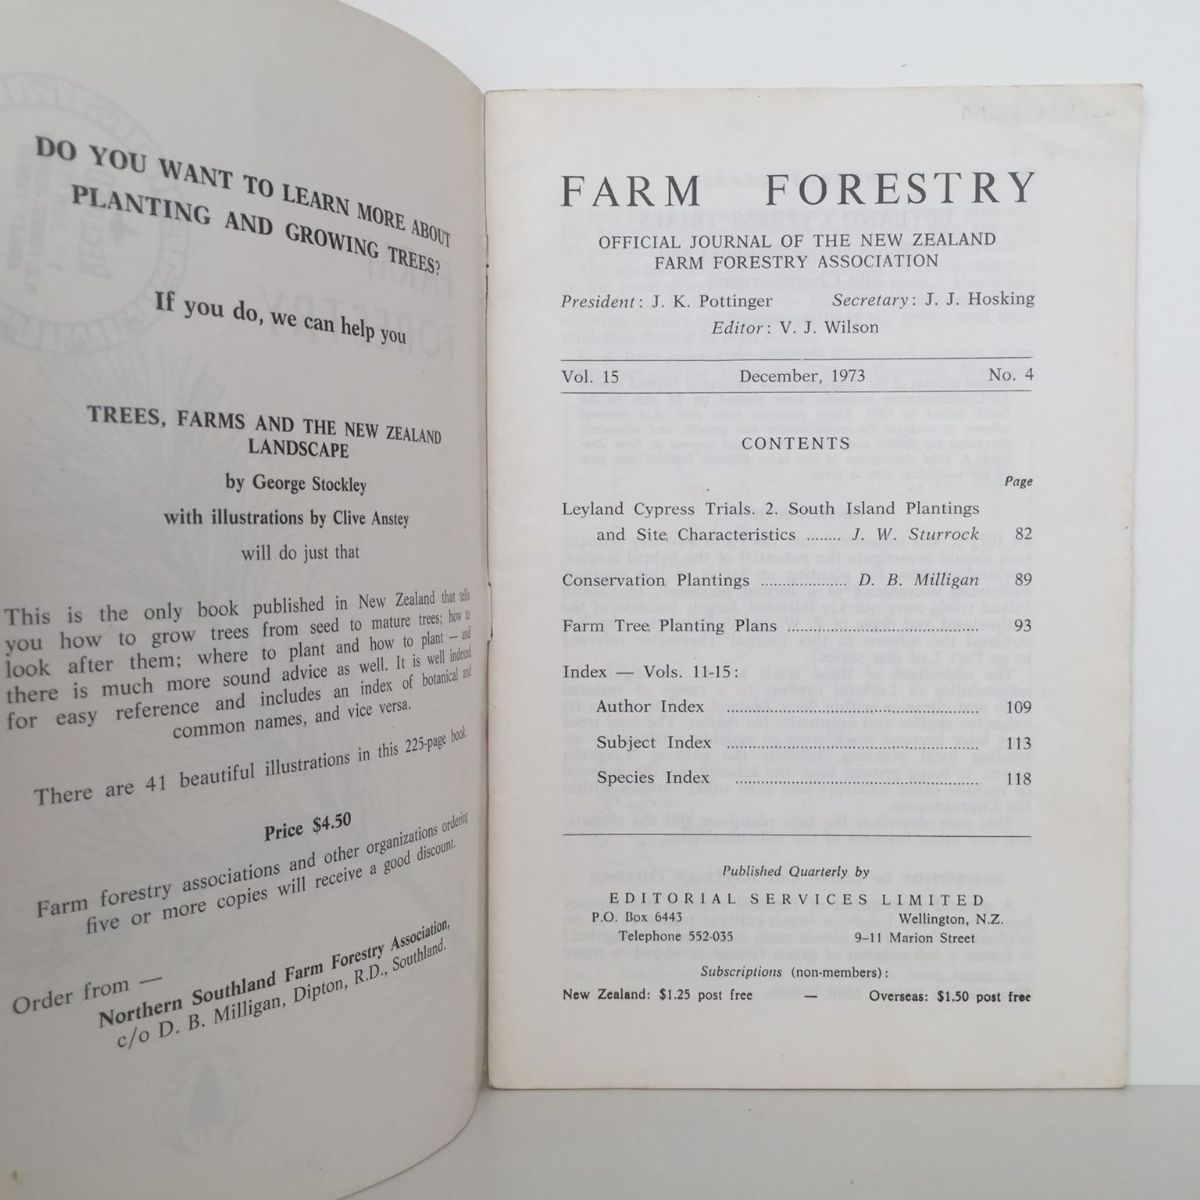 DO YOU WANT TO LEARN MORE ABOUT
PLANTING AND GROWING TREES?
If you do, we can help you
TREES, FARMS AND THE NEW ZEALAND
LANDSCAPE
by George Stockley
with illustrations by Clive Anstey
will do just that
This is the only book published in New Zealand that tells
you how to grow trees from seed to mature trees; how to
look after them; where to plant and how to plant — and
there is much more sound advice as well. It is well indexed
for easy reference and includes an index of botanical and
common names, and vice versa.
There are 41 beautiful illustrations in this 225-page book.
Price $4.50
Farm forestry associations and other organizations ordering
five or more copies will receive a good discount.
Order from —
Northern Southland Farm Forestry Association,
c/o D. B. Milligan, Dipton, R.D., Southland.
FARM FORESTRY
OFFICIAL JOURNAL OF THE NEW ZEALAND
FARM FORESTRY ASSOCIATION
President: J. K. Pottinger Secretary: J. J. Hosking
Editor: V. J. Wilson
Vol. 15 December, 1973 No. 4
CONTENTS
Page
Leyland Cypress Trials. 2. South Island Plantings
and Site Characteristics ........ J. W. Sturrock 82
Conservation Plantings ................... D. B. Milligan 89
Farm Tree Planting Plans .......................................... 93
Index — Vols. 11-15:
Author Index ....................................................... 109
Subject Index ....................................................... 113
Species Index ..................................................... 118
Published Quarterly by
EDITORIAL SERVICES LIMITED
P.O. Box 6443 Wellington, N.Z.
Telephone 552-035 9-11 Marion Street
Subscriptions (non-members):
New Zealand: $1.25 post free — Overseas: $1.50 post free